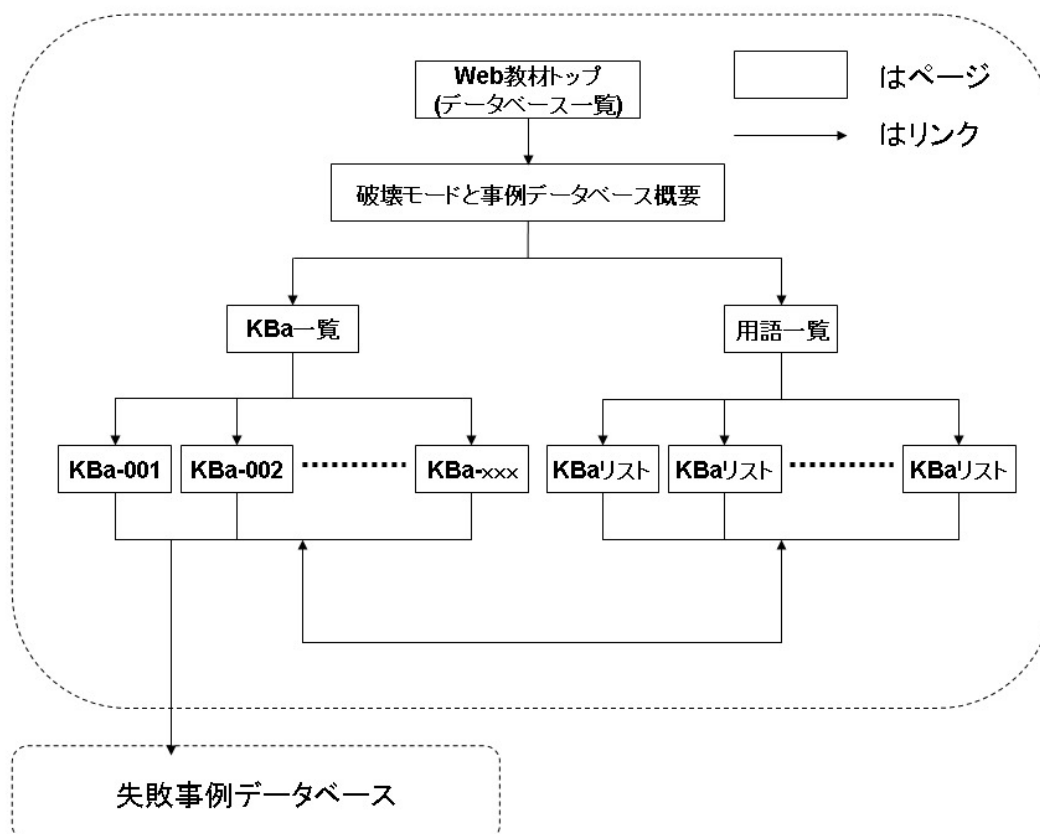 Web教材トップ
(データベース一覧)
はページ
はリンク
破壊モードと事例データベース概要
KBa一覧
用語一覧
KBa-001
KBa-002
KBa-xxx
KBaリスト
KBaリスト
KBaリスト
失敗事例データベース